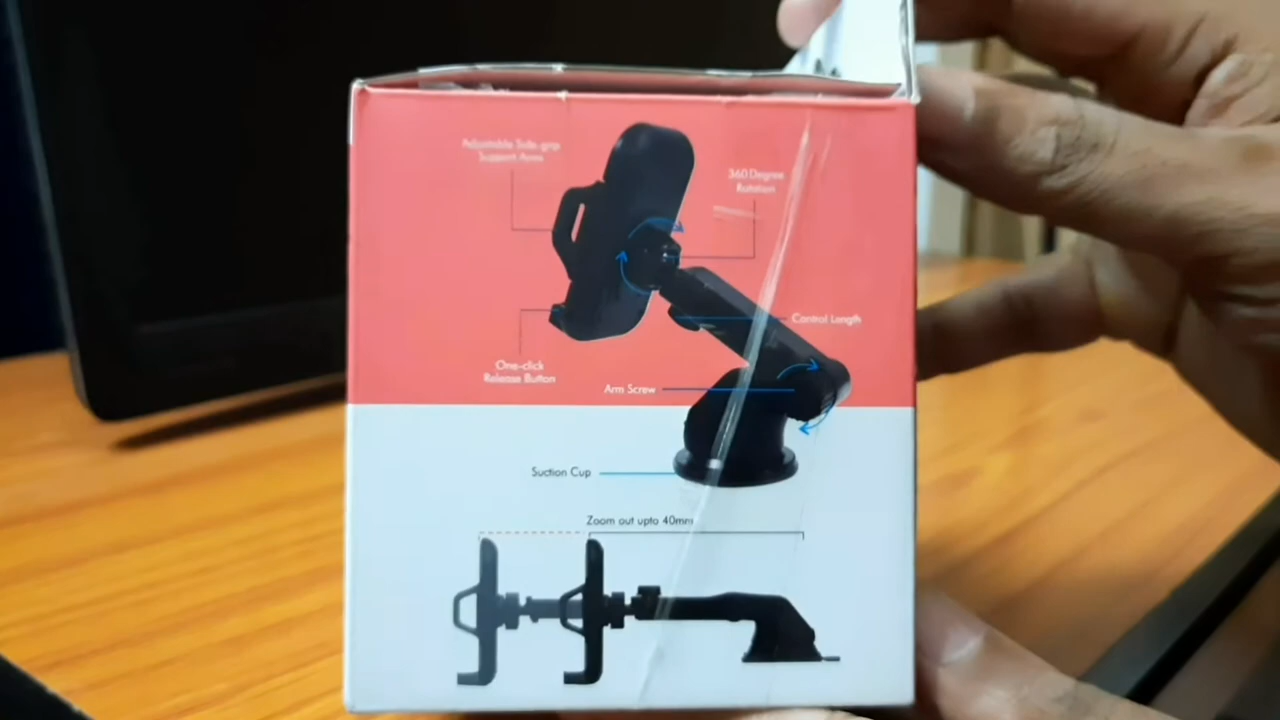 Adjustable Side-grip
Support Arms
360 Degree
Rotation
Control Length
One-click
Release Button
Arm Screw
Suction Cup
Zoom out upto 40mm